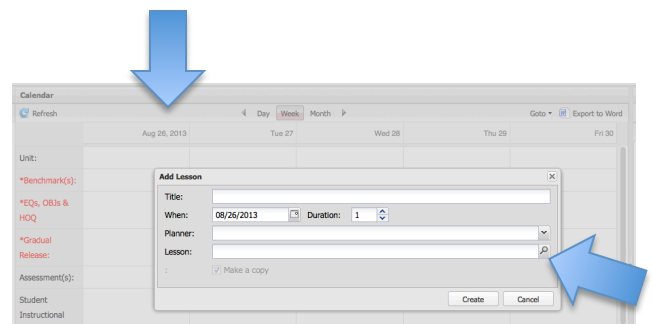 Calendar
Refresh Day Week Month Goto Export to Word
Aug 26, 2013 Tue 27 Wed 28 Thu 29 Fri 30
Unit:
*Benchmark(s):
*EQs, OBJs &
HOQ
*Gradual
Release:
Assessment(s):
Student
Instructional
Add Lesson
Title:
When: 08/26/2013 Duration: 1
Planner:
Lesson:
: Make a copy
Create Cancel